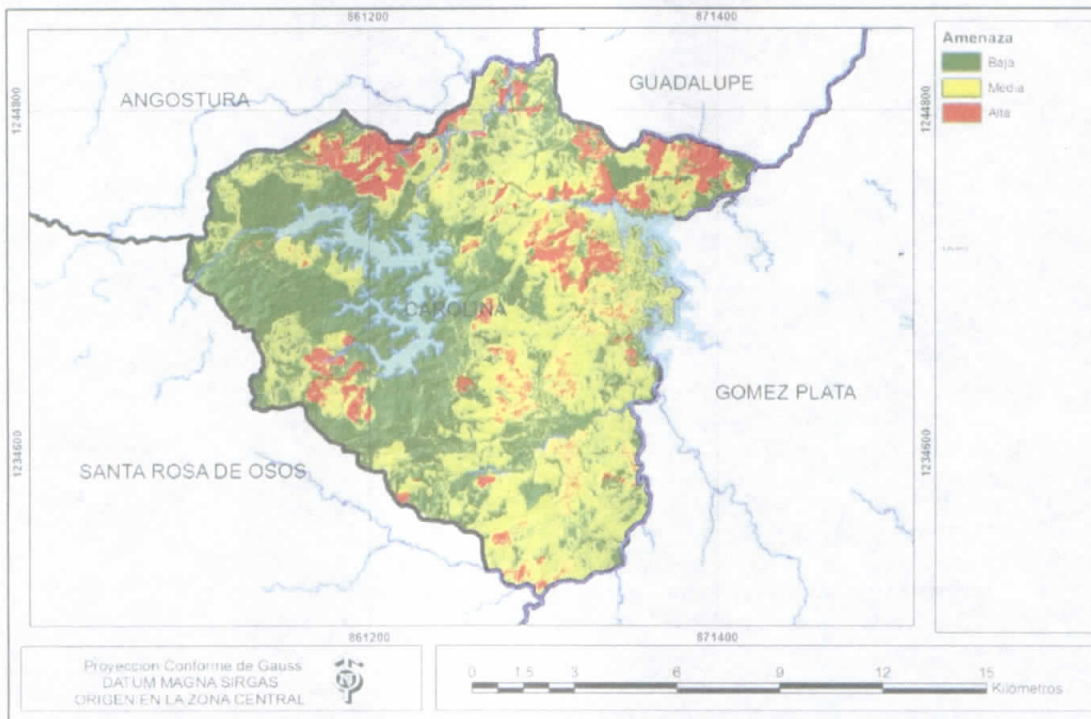 861200 871400
Amenaza
Baja
Media
Alta
ANGOSTURA
GUADALUPE
1244800
1244800
CAROLINA
GOMEZ PLATA
SANTA ROSA DE OSOS
1234600
1234600
861200 871400
Proyeccion Conforme de Gauss
DATUM MAGNA SIRGAS
ORIGEN EN LA ZONA CENTRAL
N
0 1.5 3 6 9 12 15
Kilómetros